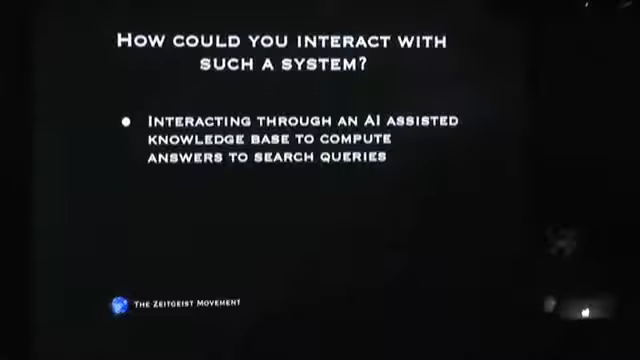 HOW COULD YOU INTERACT WITH
SUCH A SYSTEM?
INTERACTING THROUGH AN AI ASSISTED
KNOWLEDGE BASE TO COMPUTE
ANSWERS TO SEARCH QUERIES
THE ZEITGEIST MOVEMENT